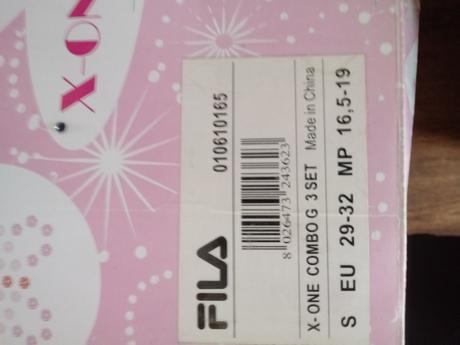 X-ON
FILA
010610165
8 026473 243623
X-ONE COMBO G 3 SET Made in China
S EU 29-32 MP 16,5-19